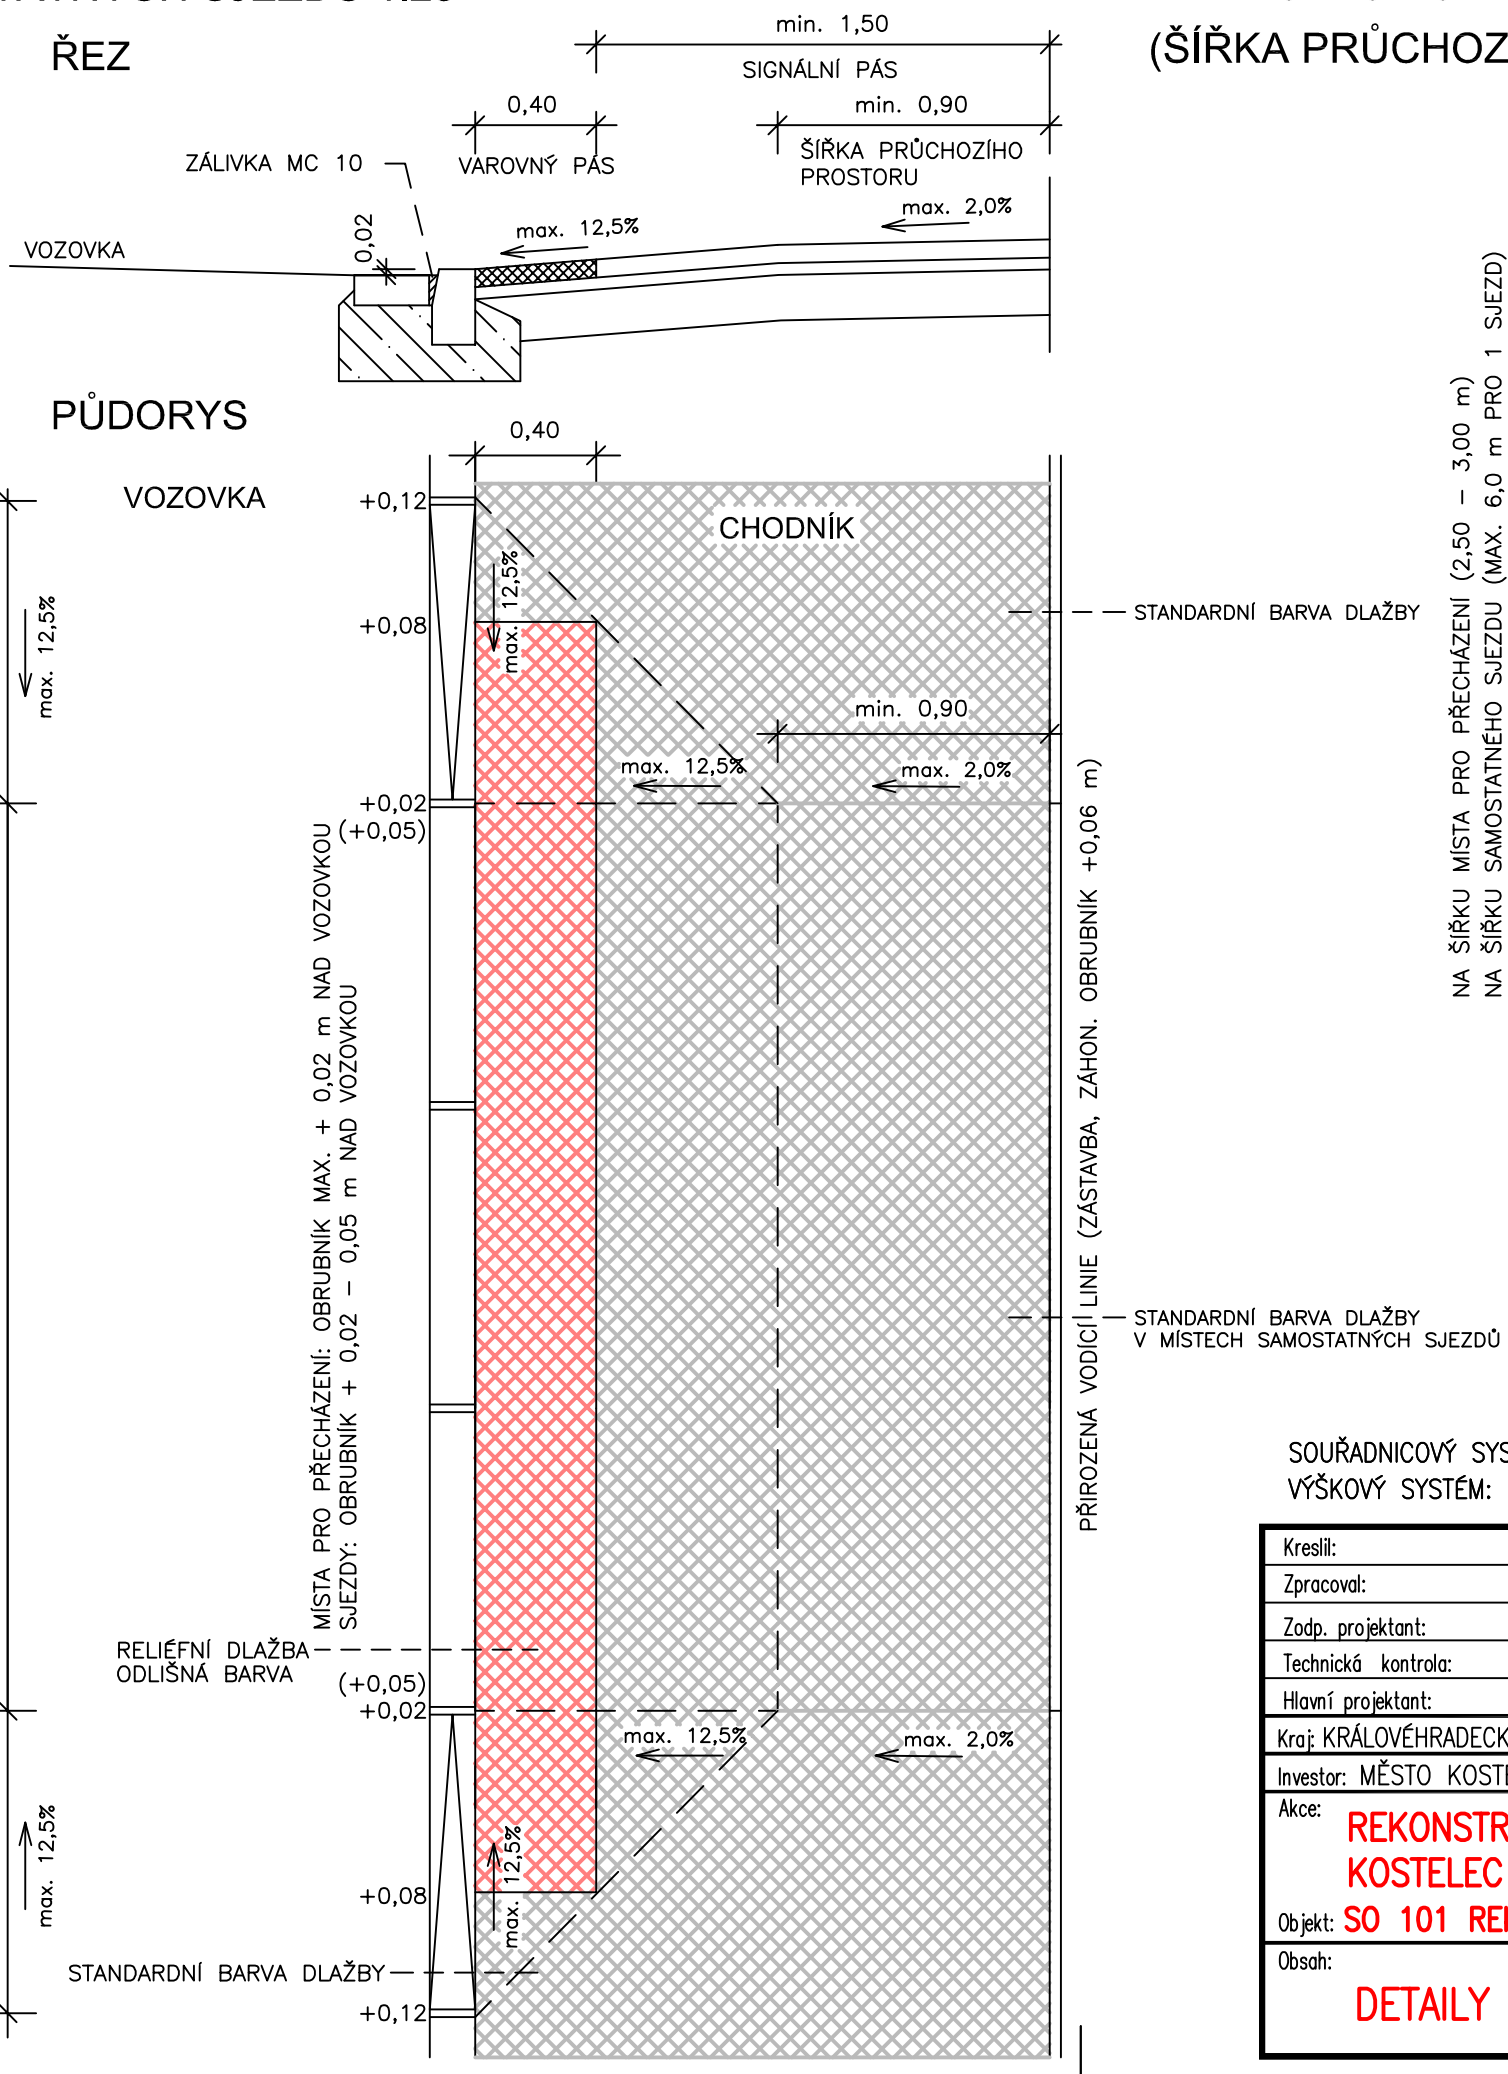 ŘEZ
(ŠÍŘKA PRŮCHOZ
min. 1,50
SIGNÁLNÍ PÁS
0,40
min. 0,90
ZÁLIVKA MC 10
VAROVNÝ PÁS
ŠÍŘKA PRŮCHOZÍHO
PROSTORU
0,02
max. 12,5%
max. 2,0%
VOZOVKA
PŮDORYS
0,40
VOZOVKA
+0,12
CHODNÍK
max. 12,5%
max. 12,5%
+0,08
STANDARDNÍ BARVA DLAŽBY
min. 0,90
max. 12,5%
max. 2,0%
+0,02
(+0,05)
MÍSTA PRO PŘECHÁZENÍ: OBRUBNÍK MAX. + 0,02 m NAD VOZOVKOU
SJEZDY: OBRUBNÍK + 0,02 - 0,05 m NAD VOZOVKOU
PŘIROZENÁ VODÍCÍ LINIE (ZÁSTAVBA, ZÁHON. OBRUBNÍK +0,06 m)
NA ŠÍŘKU MÍSTA PRO PŘECHÁZENÍ (2,50 - 3,00 m)
NA ŠÍŘKU SAMOSTATNÉHO SJEZDU (MAX. 6,0 m PRO 1 SJEZD)
STANDARDNÍ BARVA DLAŽBY
V MÍSTECH SAMOSTATNÝCH SJEZDŮ
RELIÉFNÍ DLAŽBA
ODLIŠNÁ BARVA
(+0,05)
+0,02
max. 12,5%
max. 2,0%
max. 12,5%
max. 12,5%
+0,08
STANDARDNÍ BARVA DLAŽBY
+0,12
SOUŘADNICOVÝ SYS
VÝŠKOVÝ SYSTÉM:
Kreslil:
Zpracoval:
Zodp. projektant:
Technická kontrola:
Hlavní projektant:
Kraj: KRÁLOVÉHRADECK
Investor: MĚSTO KOSTE
Akce: REKONSTR
KOSTELEC
Objekt: SO 101 REK
Obsah:
DETAILY